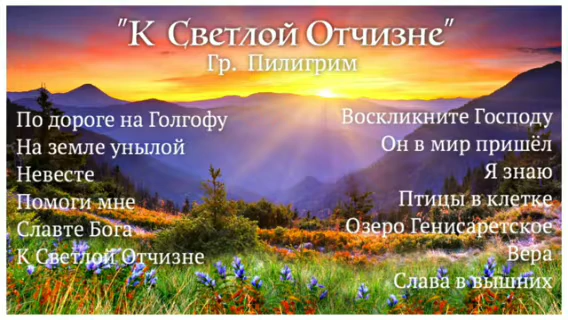 "К Светлой Отчизне"
Гр. Пилигрим
По дороге на Голгофу
На земле унылой
Невесте
Помоги мне
Славте Бога
К Светлой Отчизне
Воскликните Господу
Он в мир пришёл
Я знаю
Птицы в клетке
Озеро Генисаретское
Вера
Слава в вышних